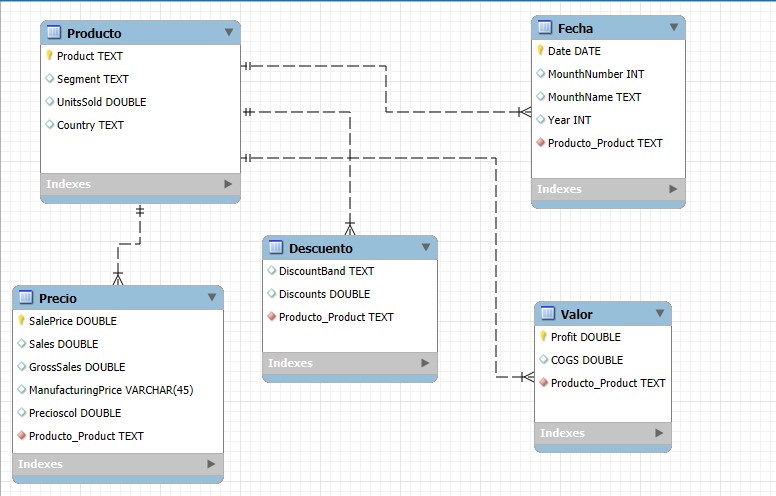 Producto
Product TEXT
Segment TEXT
UnitsSold DOUBLE
Country TEXT
Indexes
Fecha
Date DATE
MounthNumber INT
MounthName TEXT
Year INT
Producto_Product TEXT
Indexes
Descuento
DiscountBand TEXT
Discounts DOUBLE
Producto_Product TEXT
Indexes
Precio
SalePrice DOUBLE
Sales DOUBLE
GrossSales DOUBLE
ManufacturingPrice VARCHAR(45)
Precioscol DOUBLE
Producto_Product TEXT
Indexes
Valor
Profit DOUBLE
COGS DOUBLE
Producto_Product TEXT
Indexes